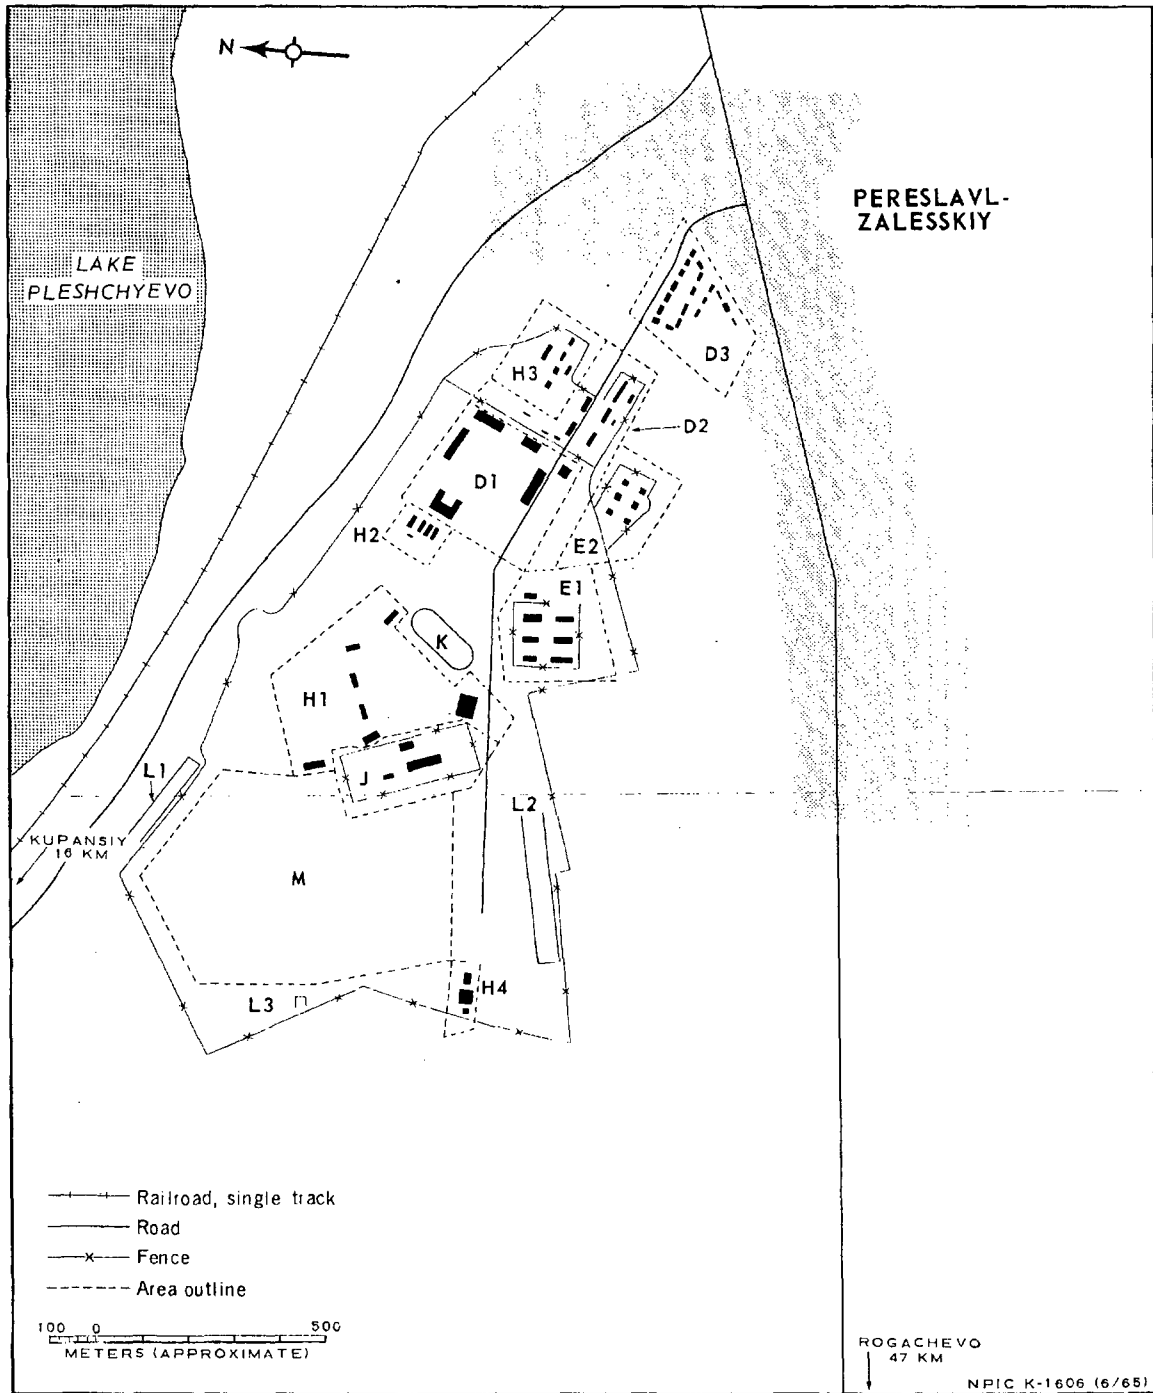 N
PERESLAVL-
ZALESSKIY
LAKE
PLESHCHYEVO
D3
H3
D2
D1
H2
E2
E1
K
H1
J
L1
L2
KUPANSIY
16 KM
M
H4
L3
Railroad, single track
Road
Fence
Area outline
100 0 500
METERS (APPROXIMATE)
ROGACHEVO
47 KM
NPIC K-1606 (6/65)